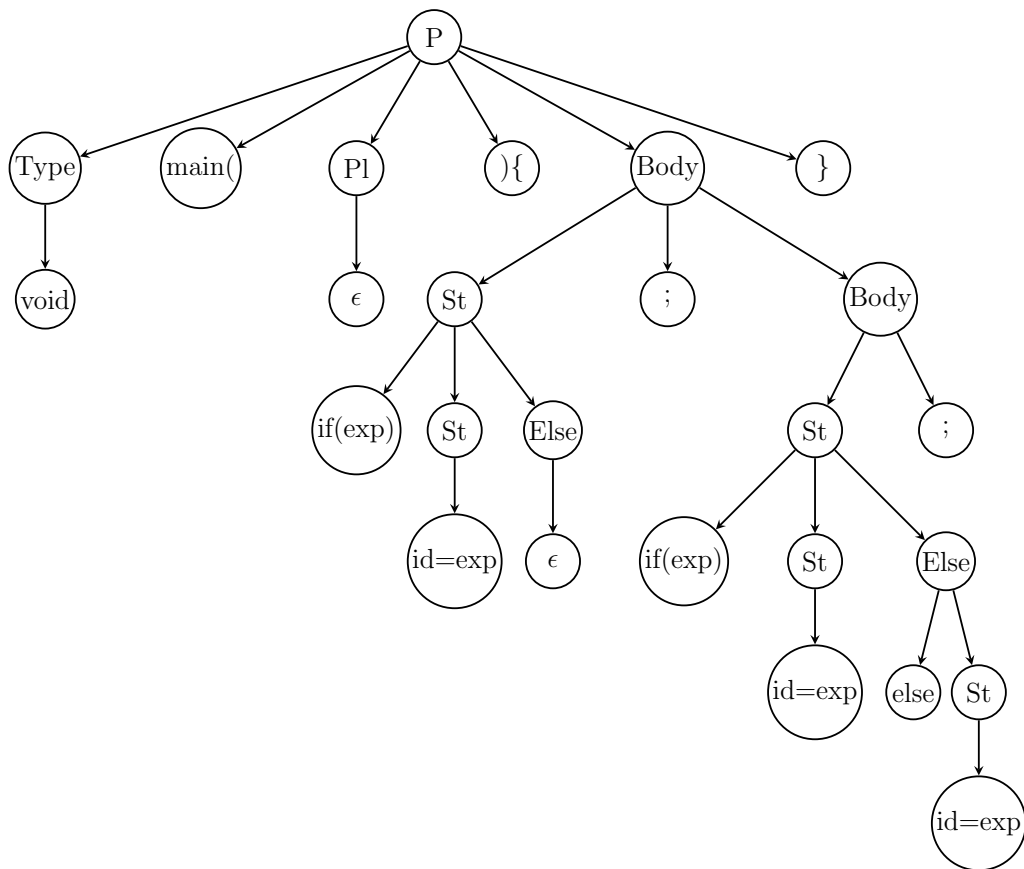 P
Type main( Pl ){ Body }
void ϵ St ; Body
if(exp) St Else St ;
id=exp ϵ if(exp) St Else
id=exp else St
id=exp